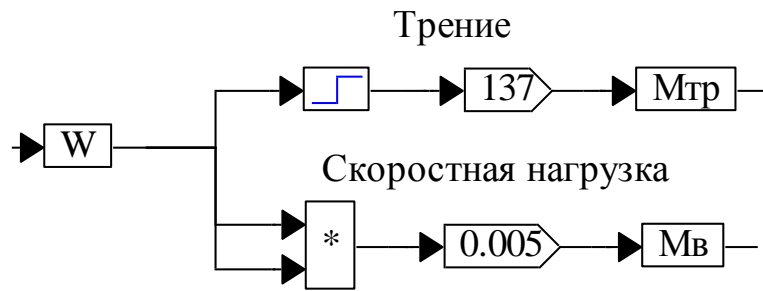 Трение
137
Мтр
W
Скоростная нагрузка
*
0.005
Мв